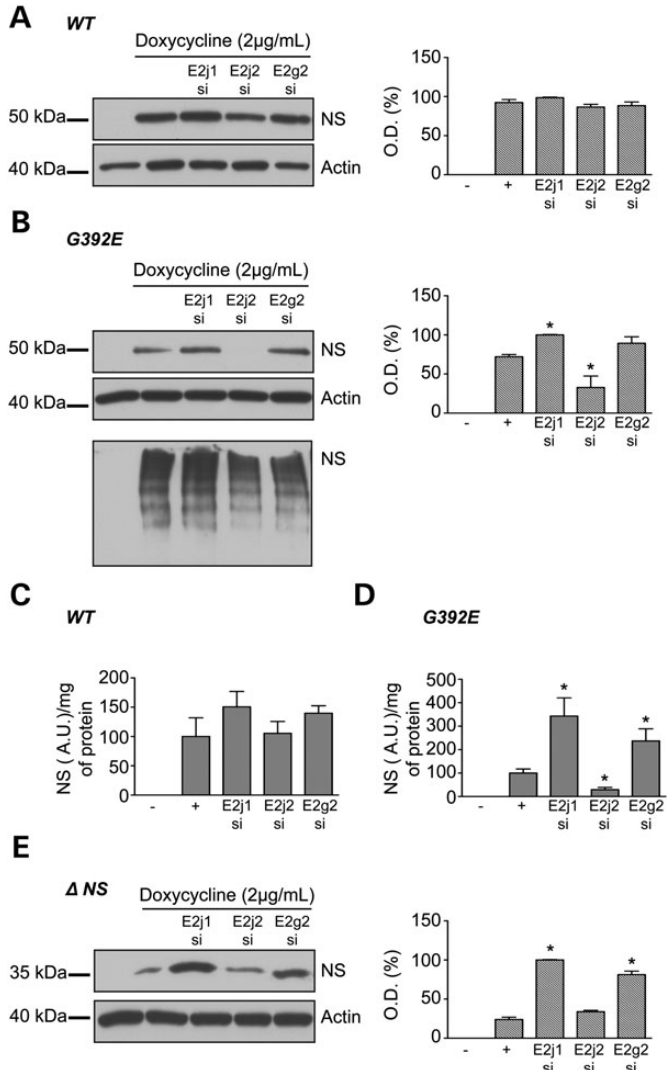 A WT
Doxycycline (2µg/mL)
E2j1 E2j2 E2g2
si si si
50 kDa NS
40 kDa Actin
O.D. (%)
150
100
50
0
- + E2j1 E2j2 E2g2
si si si
B G392E
Doxycycline (2µg/mL)
E2j1 E2j2 E2g2
si si si
50 kDa NS
40 kDa Actin
NS
O.D. (%)
150
100
50
0
* *
- + E2j1 E2j2 E2g2
si si si
C WT
NS ( A.U.)/mg
of protein
200
150
100
50
0
- + E2j1 E2j2 E2g2
si si si
D G392E
NS ( A.U.)/mg
of protein
500
400
300
200
100
0
* * *
- + E2j1 E2j2 E2g2
si si si
E Δ NS
Doxycycline (2µg/mL)
E2j1 E2j2 E2g2
si si si
35 kDa NS
40 kDa Actin
O.D. (%)
150
100
50
0
* *
- + E2j1 E2j2 E2g2
si si si